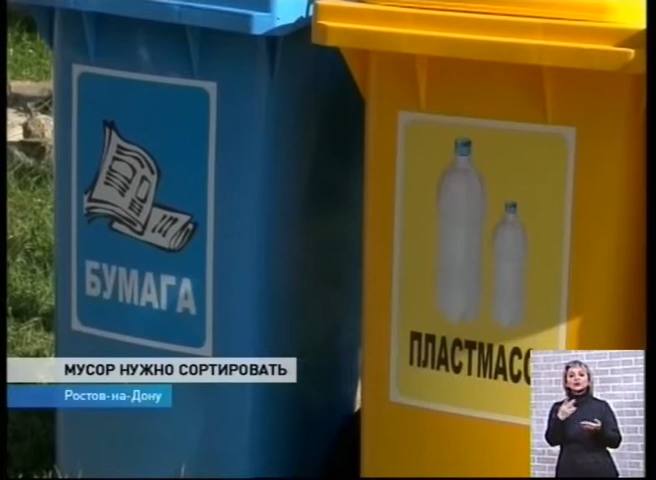 БУМАГА
ПЛАСТМАСС
МУСОР НУЖНО СОРТИРОВАТЬ
Ростов-на-Дону